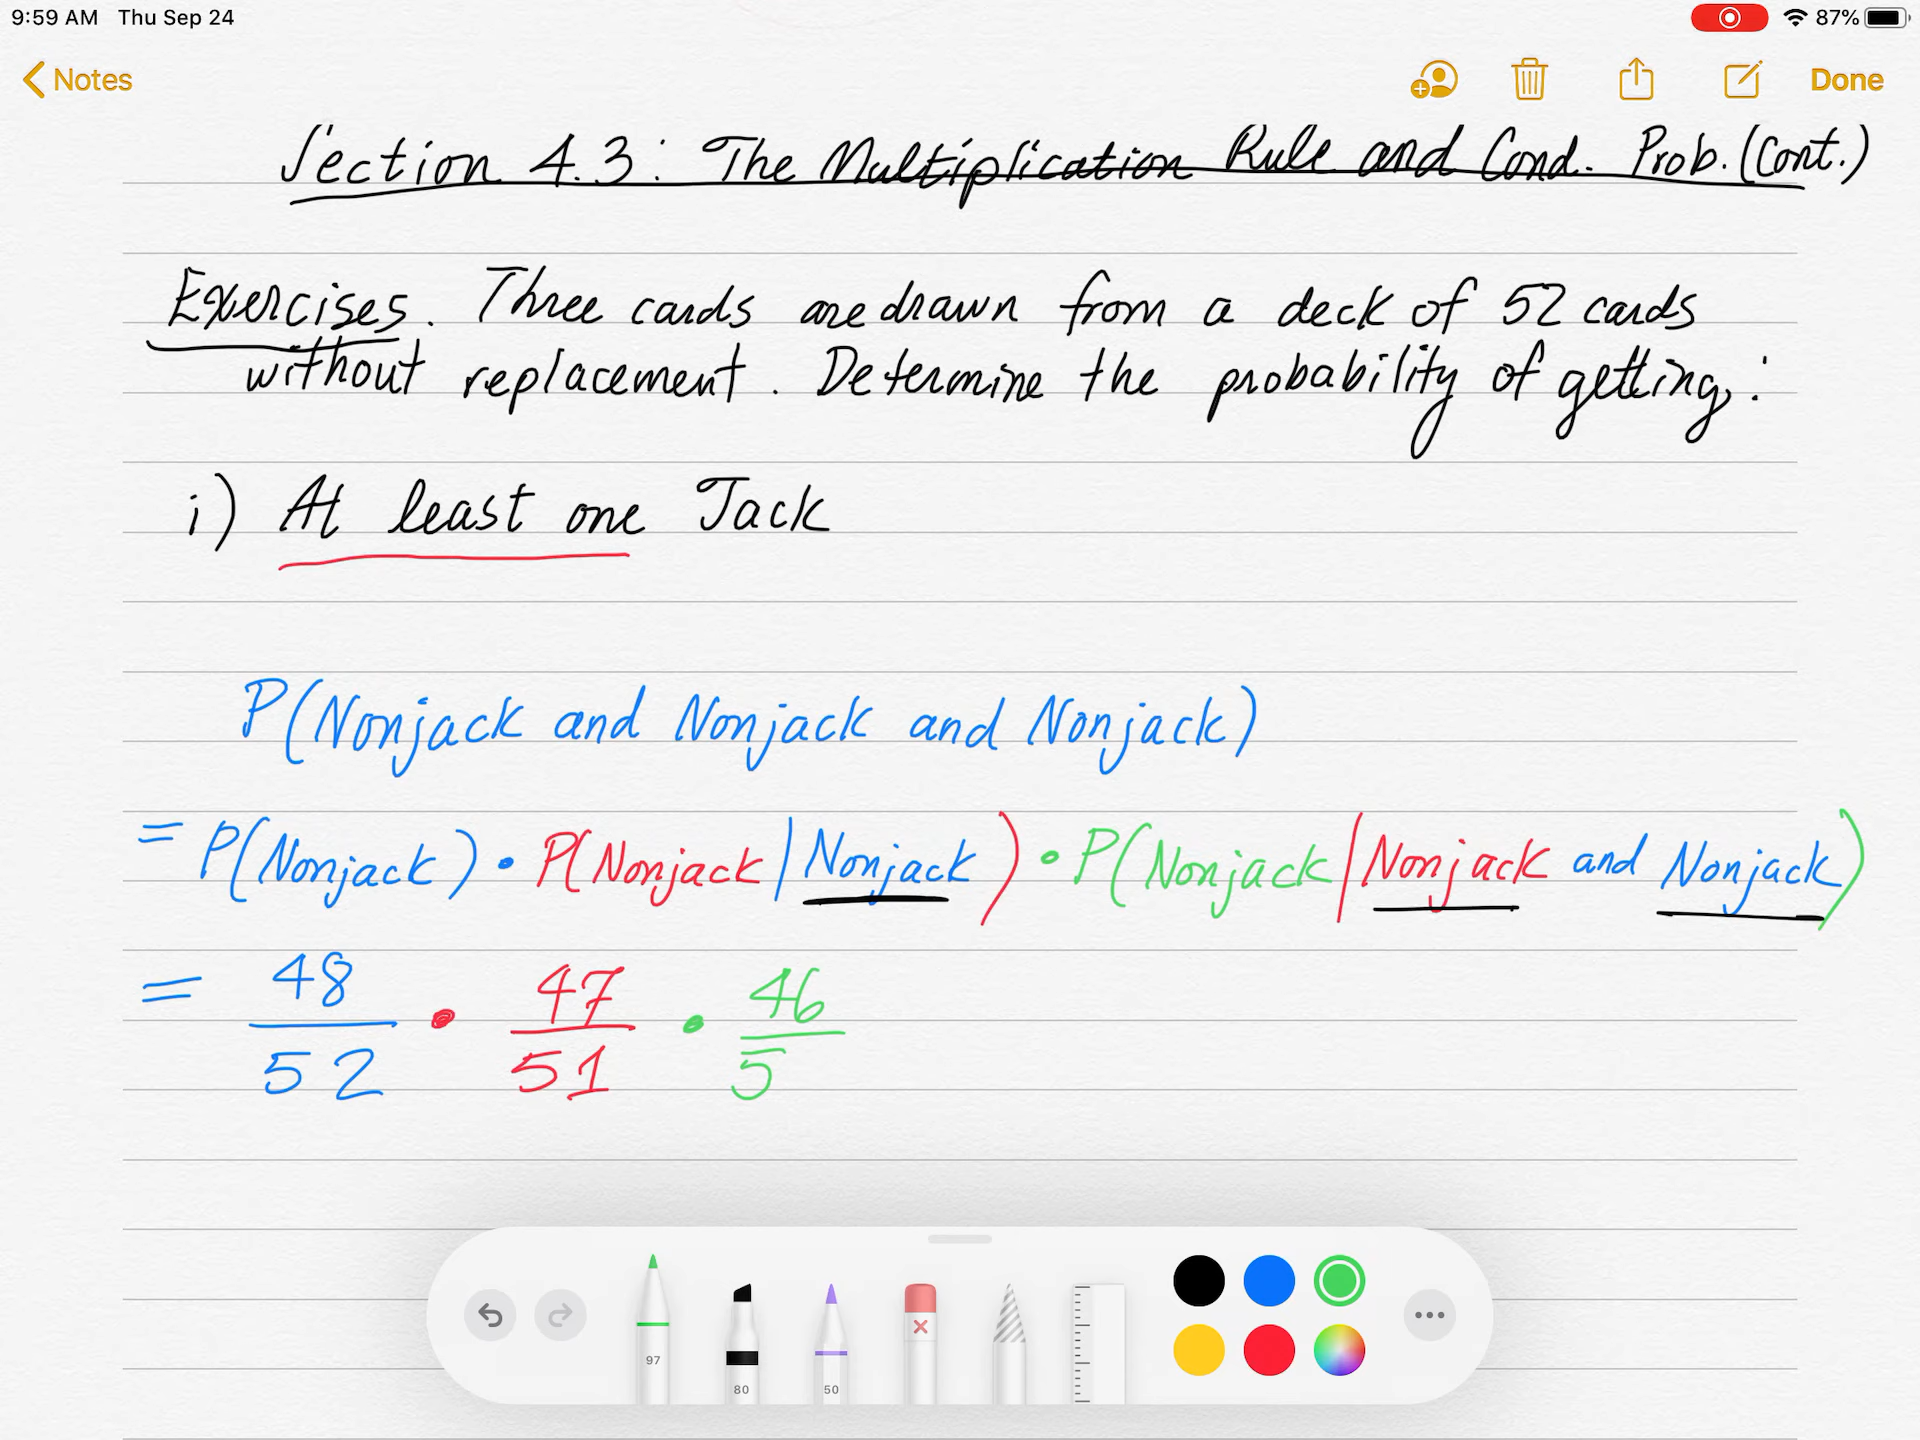 9:59 AM Thu Sep 24 87%
Notes Done
Section 4.3: The Multiplication Rule and Cond. Prob. (Cont.)
Exercises. Three cards are drawn from a deck of 52 cards
without replacement. Determine the probability of getting:
i) At least one Jack
P(Nonjack and Nonjack and Nonjack)
= P(Nonjack) • P(Nonjack | Nonjack) • P(Nonjack | Nonjack and Nonjack)
= 48/52 • 47/51 • 46/5
97 80 50